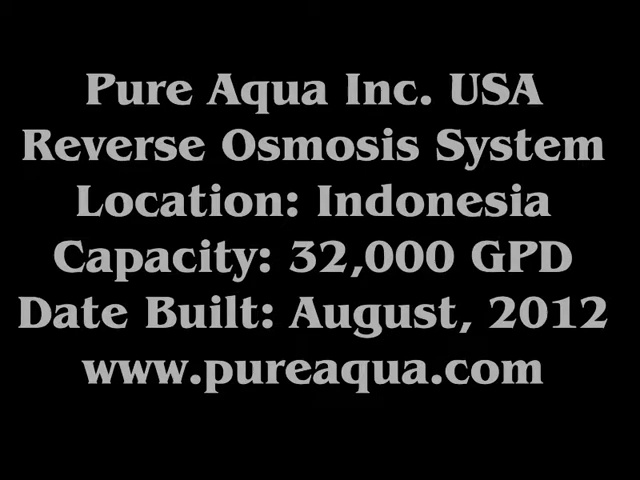 Pure Aqua Inc. USA
Reverse Osmosis System
Location: Indonesia
Capacity: 32,000 GPD
Date Built: August, 2012
www.pureaqua.com